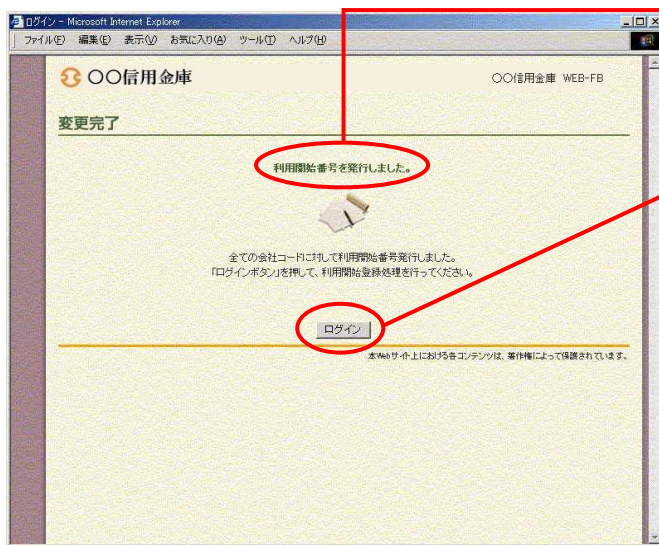 ログイン - Microsoft Internet Explorer
ファイル(F) 編集(E) 表示(V) お気に入り(A) ツール(T) ヘルプ(H)
〇〇信用金庫
〇〇信用金庫 WEB-FB
変更完了
利用開始番号を発行しました。
全ての会社コードに対して利用開始番号発行しました。
「ログインボタン」を押して、利用開始登録処理を行ってください。
ログイン
本Webサイト上における各コンテンツは、著作権によって保護されています。